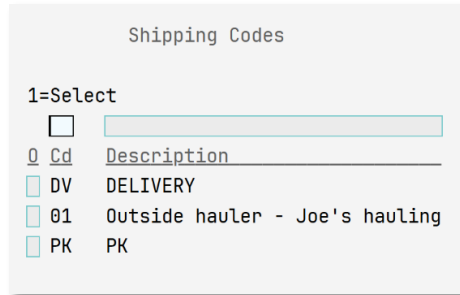 Shipping Codes
1=Select
O Cd Description
DV DELIVERY
01 Outside hauler - Joe's hauling
PK PK